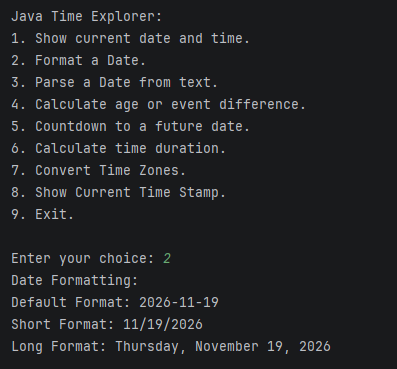 Java Time Explorer:
1. Show current date and time.
2. Format a Date.
3. Parse a Date from text.
4. Calculate age or event difference.
5. Countdown to a future date.
6. Calculate time duration.
7. Convert Time Zones.
8. Show Current Time Stamp.
9. Exit.
Enter your choice: 2
Date Formatting:
Default Format: 2026-11-19
Short Format: 11/19/2026
Long Format: Thursday, November 19, 2026